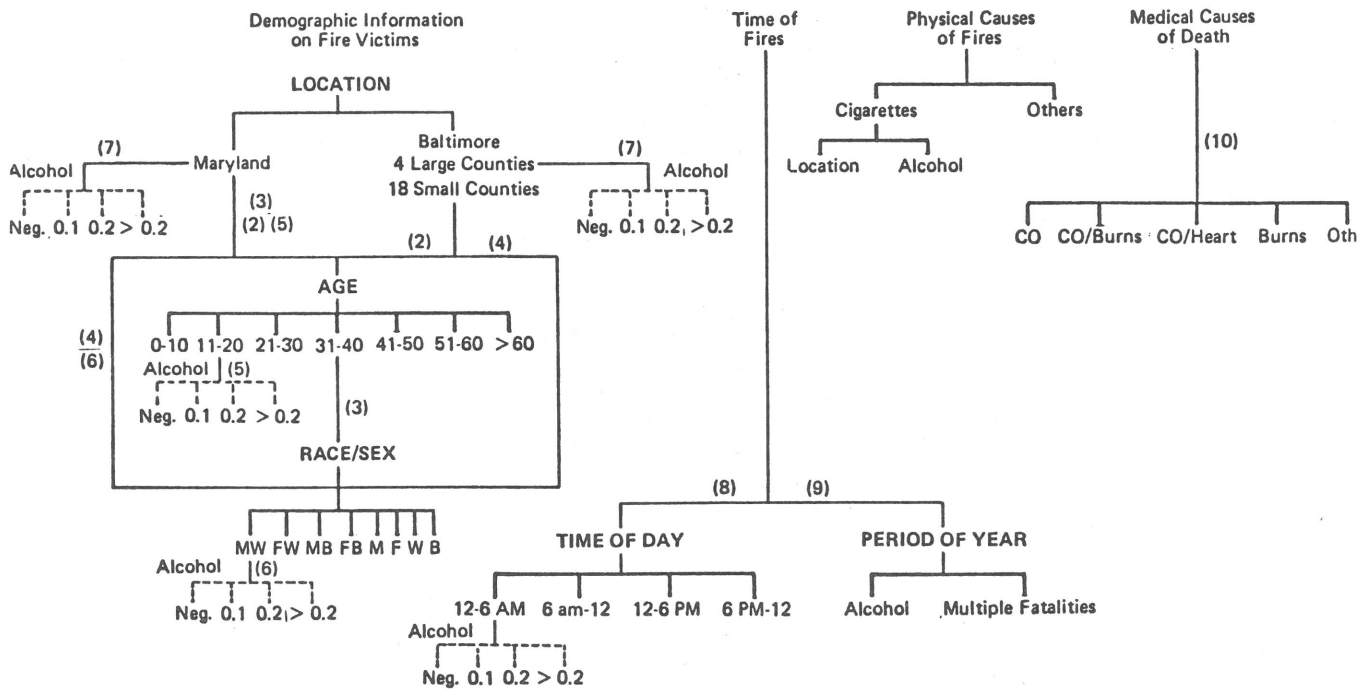 Demographic Information
on Fire Victims
Time of
Fires
Physical Causes
of Fires
Medical Causes
of Death
LOCATION
Cigarettes
Others
(7)
Alcohol
Maryland
Baltimore
4 Large Counties
18 Small Counties
(7)
Alcohol
Location
Alcohol
(10)
Neg. 0.1 0.2 > 0.2
(3)
(2) (5)
Neg. 0.1 0.2 > 0.2
CO CO/Burns CO/Heart Burns Oth
(2) (4)
AGE
(4)
(6)
0-10 11-20 21-30 31-40 41-50 51-60 >60
Alcohol (5)
Neg. 0.1 0.2 > 0.2
(3)
RACE/SEX
(8) (9)
MW FW MB FB M F W B
TIME OF DAY
PERIOD OF YEAR
Alcohol (6)
Neg. 0.1 0.2 > 0.2
12-6 AM 6 am-12 12-6 PM 6 PM-12
Alcohol Multiple Fatalities
Alcohol
Neg. 0.1 0.2 > 0.2